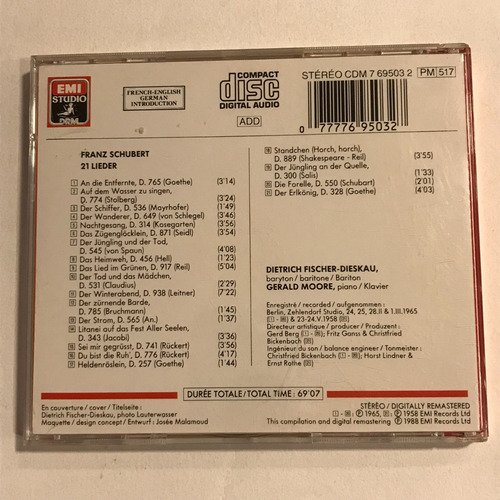 EMI
STUDIO
DRM
FRENCH-ENGLISH
GERMAN
INTRODUCTION
COMPACT
disc
DIGITAL AUDIO
ADD
STÉRÉO CDM 7 69503 2
PM 517
0 77776 95032
FRANZ SCHUBERT
21 LIEDER
1 An die Entfernte, D. 765 (Goethe) (3'14)
2 Auf dem Wasser zu singen,
D. 774 (Stolberg) (3'24)
3 Der Schiffer, D. 536 (Mayrhofer) (1'49)
4 Der Wanderer, D. 649 (von Schlegel) (3'46)
5 Nachtgesang, D. 314 (Kosegarten) (3'56)
6 Das Zügenglöcklein, D. 871 (Seidl) (3'54)
7 Der Jüngling und der Tod,
D. 545 (von Spaun) (4'08)
8 Das Heimweh, D. 456 (Hell) (1'23)
9 Das Lied im Grünen, D. 917 (Reil) (5'04)
10 Der Tod und das Mädchen,
D. 531 (Claudius) (2'29)
11 Der Winterabend, D. 938 (Leitner) (7'22)
12 Der zürnende Barde,
D. 785 (Bruchmann) (1'45)
13 Der Strom, D. 565 (An.) (1'37)
14 Litanei auf das Fest Aller Seelen,
D. 343 (Jacobi) (3'36)
15 Sei mir gegrüsst, D. 741 (Rückert) (3'56)
16 Du bist die Ruh', D. 776 (Rückert) (4'17)
17 Heldenröslein, D. 257 (Goethe) (1'44)
18 Standchen (Horch, horch),
D. 889 (Shakespeare - Reil) (3'55)
19 Der Jüngling an der Quelle,
D. 300 (Salis) (1'33)
20 Die Farelle, D. 550 (Schubart) (2'01)
21 Der Erlkönig, D. 328 (Goethe) (4'03)
DIETRICH FISCHER-DIESKAU,
baryton / baritone / Bariton
GERALD MOORE, piano / Klavier
Enregistré / recorded / aufgenommen :
Berlin, Zehlendorf Studio, 24, 25, 28.II & 1.III.1965
& 23-24.V.1958
Directeur artistique / producer / Produzent :
Gerd Berg / Fritz Ganss & Christfried
Bickenbach
Ingénieur du son / balance engineer / Tonmeister :
Christfried Bickenbach / Horst Lindner &
Ernst Rothe
DURÉE TOTALE/TOTAL TIME : 69'07
En couverture / cover / Titelseite :
Dietrich Fischer-Dieskau, photo Lauterwasser
Maquette / design concept / Entwurf : Josée Malamoud
STÉRÉO / DIGITALLY REMASTERED
℗ 1965, ℗ 1958 EMI Records Ltd
This compilation and digital remastering ℗ 1988 EMI Records Ltd